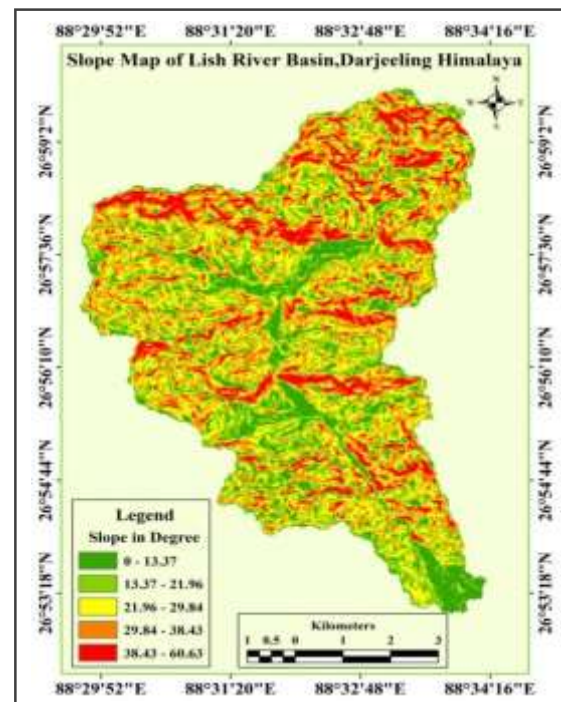 88°29'52"E 88°31'20"E 88°32'48"E 88°34'16"E
Slope Map of Lish River Basin,Darjeeling Himalaya
N
W E
S
26°59'2"N 26°59'2"N
26°57'36"N 26°57'36"N
26°56'10"N 26°56'10"N
26°54'44"N 26°54'44"N
26°53'18"N 26°53'18"N
Legend
Slope in Degree
0 - 13.37
13.37 - 21.96
21.96 - 29.84
29.84 - 38.43
38.43 - 60.63
Kilometers
1 0.5 0 1 2 3
88°29'52"E 88°31'20"E 88°32'48"E 88°34'16"E